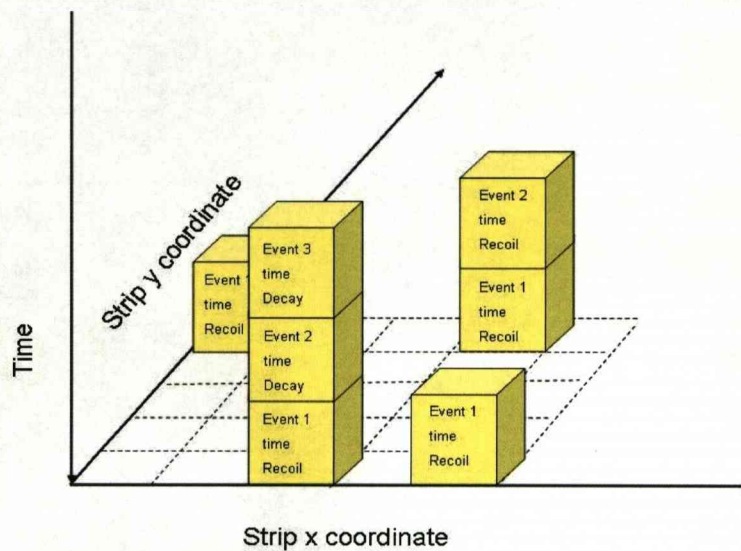 Time
Strip y coordinate
Event
time
Recoil
Event 3
time
Decay
Event 2
time
Decay
Event 1
time
Recoil
Event 2
time
Recoil
Event 1
time
Recoil
Event 1
time
Recoil
Strip x coordinate